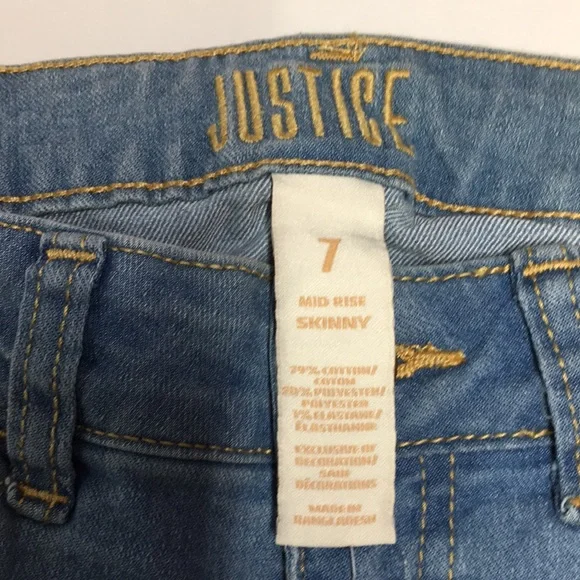 JUSTICE
7
MID RISE
SKINNY
79% COTTON/
COTON
20% POLYESTER/
POLYESTER
1% ELASTANE/
ÉLASTHANNE
EXCLUSIVE OF
DECORATION/
SAUF
DÉCORATIONS
MADE IN
BANGLADESH